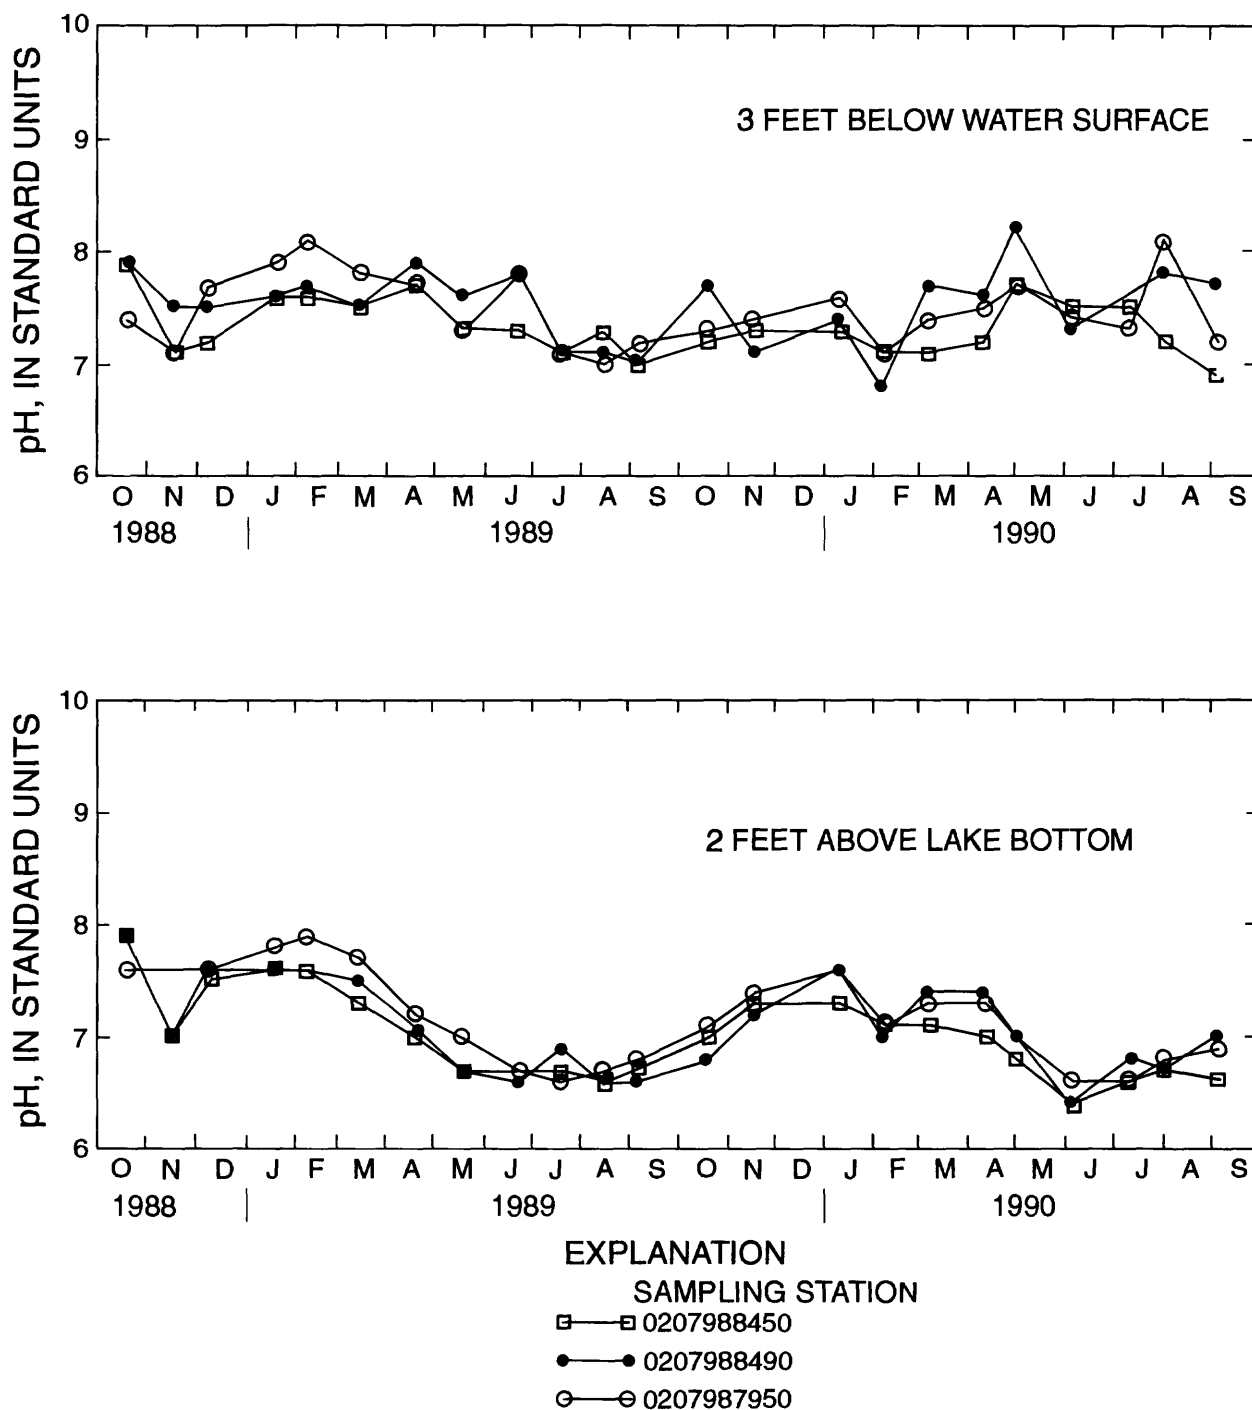 10
9
8
7
6
pH, IN STANDARD UNITS
3 FEET BELOW WATER SURFACE
O N D J F M A M J J A S O N D J F M A M J J A S
1988 1989 1990
10
9
8
7
6
pH, IN STANDARD UNITS
2 FEET ABOVE LAKE BOTTOM
O N D J F M A M J J A S O N D J F M A M J J A S
1988 1989 1990
EXPLANATION
SAMPLING STATION
0207988450
0207988490
0207987950